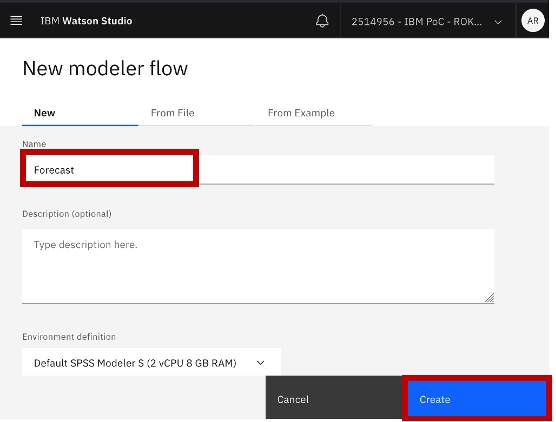 IBM Watson Studio
2514956 - IBM PoC - ROK...
AR
New modeler flow
New
From File
From Example
Name
Forecast
Description (optional)
Type description here.
Environment definition
Default SPSS Modeler S (2 vCPU 8 GB RAM)
Cancel
Create